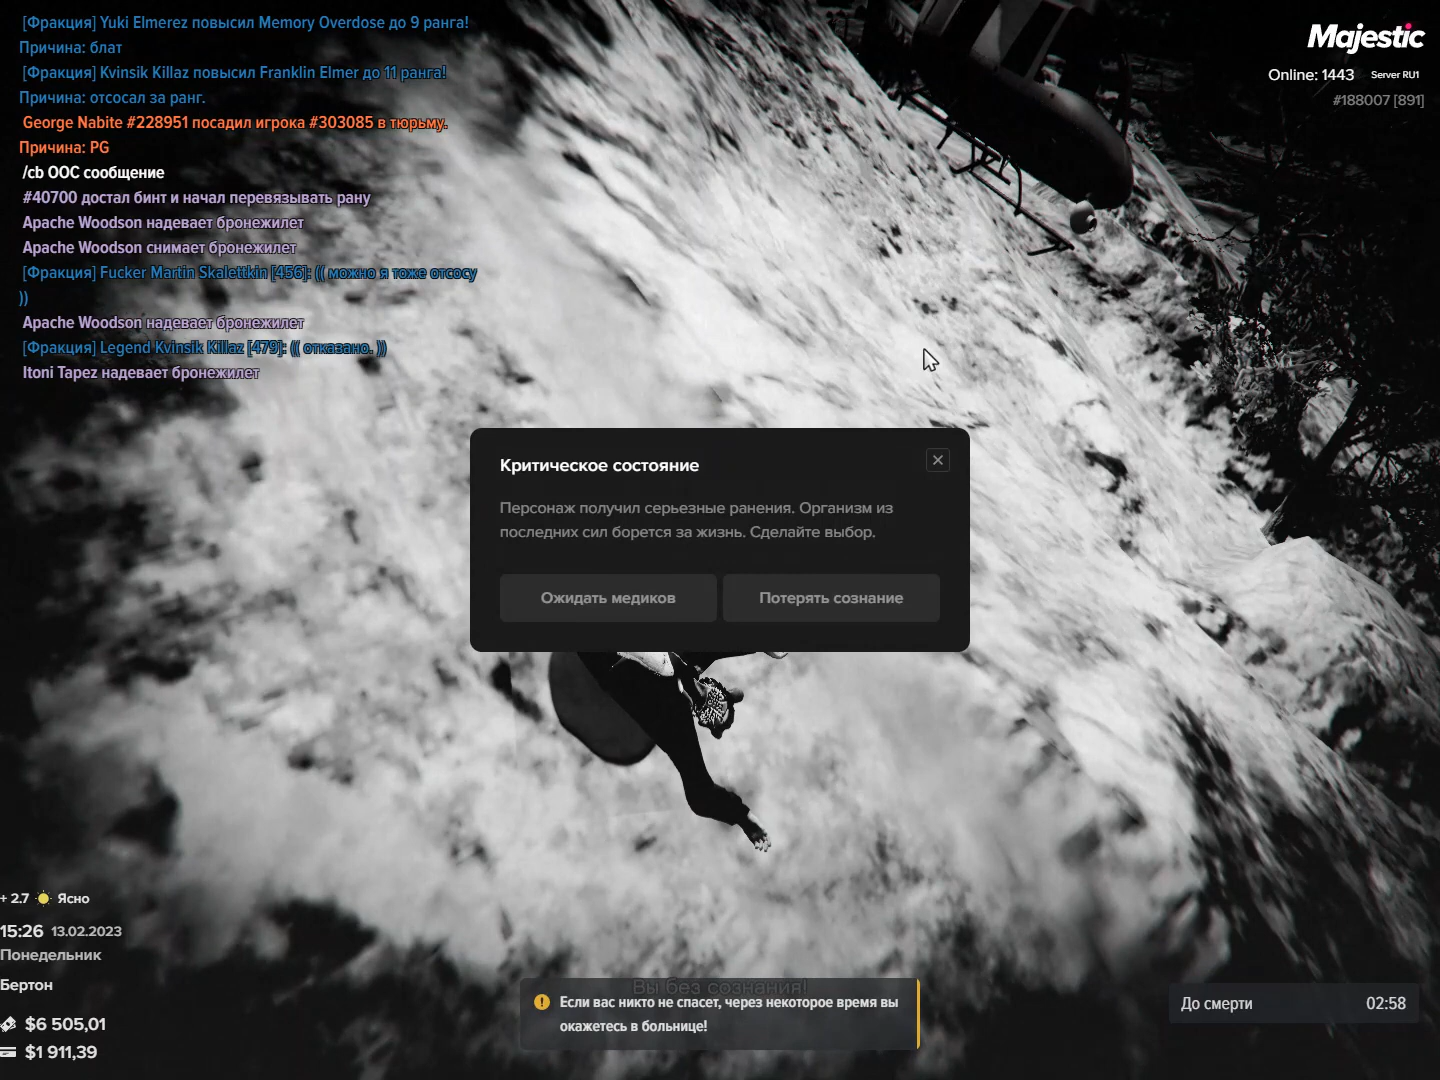 [Фракция] Yuki Elmerez повысил Memory Overdose до 9 ранга!
Причина: блат
[Фракция] Kvinsik Killaz повысил Franklin Elmer до 11 ранга!
Причина: отсосал за ранг.
George Nabite #228951 посадил игрока #303085 в тюрьму.
Причина: PG
/cb OOC сообщение
#40700 достал бинт и начал перевязывать рану
Apache Woodson надевает бронежилет
Apache Woodson снимает бронежилет
[Фракция] Fucker Martin Skalettkin [456]: (( можно я тоже отсосу
))
Apache Woodson надевает бронежилет
[Фракция] Legend Kvinsik Killaz [479]: (( отказано. ))
Itoni Tapez надевает бронежилет
Majestic
Online: 1443 Server RU1
#188007 [891]
Критическое состояние
Персонаж получил серьезные ранения. Организм из
последних сил борется за жизнь. Сделайте выбор.
Ожидать медиков
Потерять сознание
+ 2.7 Ясно
15:26 13.02.2023
Понедельник
Бертон
$6 505,01
$1 911,39
Вы без сознания!
Если вас никто не спасет, через некоторое время вы
окажетесь в больнице!
До смерти 02:58